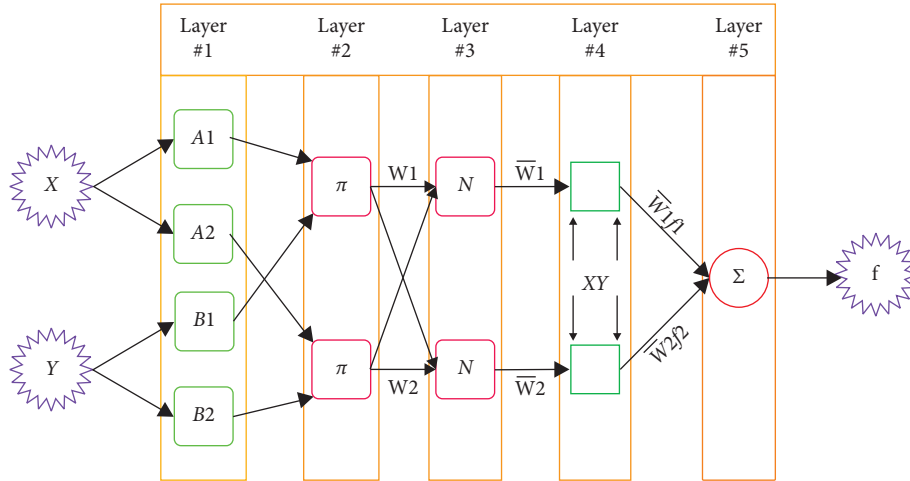 Layer #1
Layer #2
Layer #3
Layer #4
Layer #5
X
Y
A1
A2
B1
B2
π
π
W1
W2
N
N
W̅1
W̅2
XY
W̅1f1
W̅2f2
Σ
f